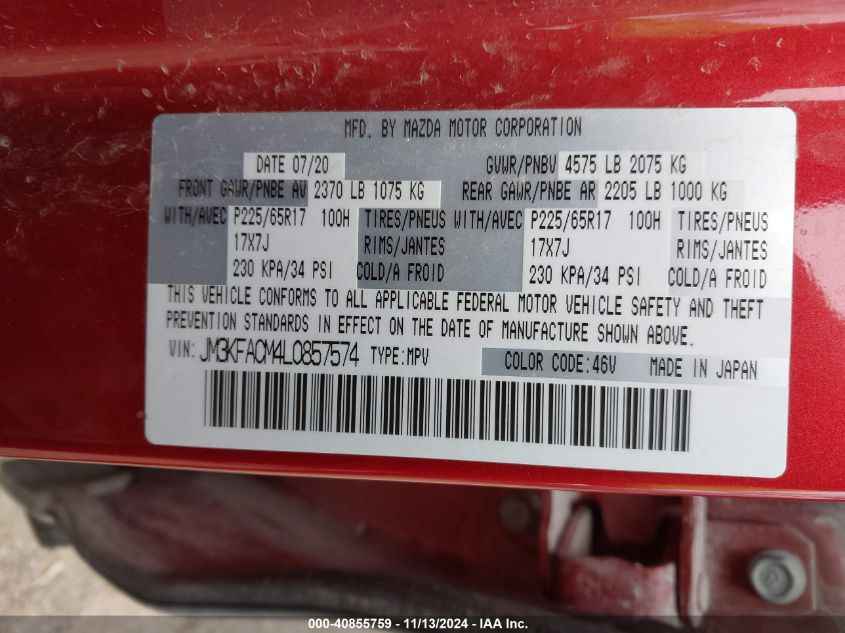 MFD. BY MAZDA MOTOR CORPORATION
DATE 07/20 GVWR/PNBV 4575 LB 2075 KG
FRONT GAWR/PNBE AV 2370 LB 1075 KG REAR GAWR/PNBE AR 2205 LB 1000 KG
WITH/AVEC P225/65R17 100H TIRES/PNEUS WITH/AVEC P225/65R17 100H TIRES/PNEUS
17X7J RIMS/JANTES 17X7J RIMS/JANTES
230 KPA/34 PSI COLD/A FROID 230 KPA/34 PSI COLD/A FROID
THIS VEHICLE CONFORMS TO ALL APPLICABLE FEDERAL MOTOR VEHICLE SAFETY AND THEFT
PREVENTION STANDARDS IN EFFECT ON THE DATE OF MANUFACTURE SHOWN ABOVE.
VIN: JM3KFACM4L0857574 TYPE:MPV COLOR CODE:46V MADE IN JAPAN
000-40855759 - 11/13/2024 - IAA Inc.